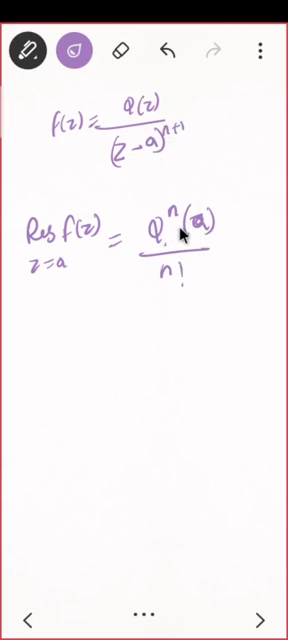 f(z) = Q(z) / (z - a)^{n+1}
Res f(z) = Q^n(a) / n!
z = a